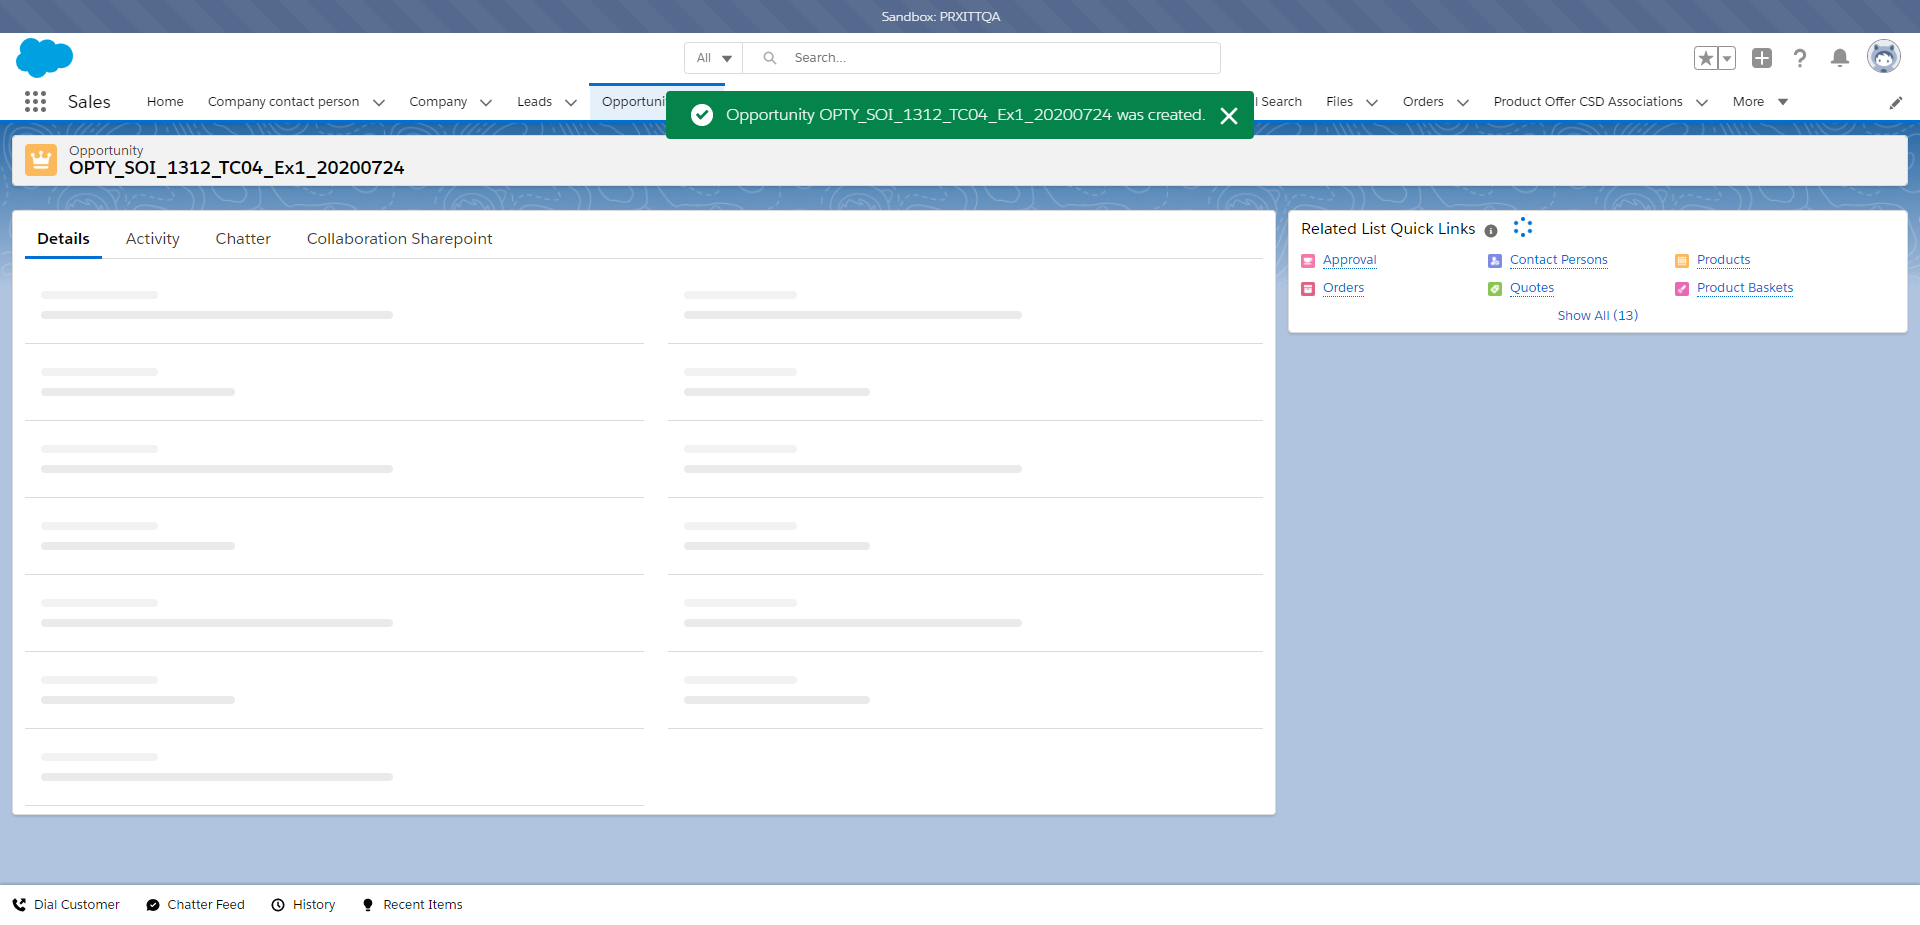 Sandbox: PRXITTQA
All
Search...
Sales
Home
Company contact person
Company
Leads
Opportuni
l Search
Files
Orders
Product Offer CSD Associations
More
Opportunity OPTY_SOI_1312_TC04_Ex1_20200724 was created.
Opportunity
OPTY_SOI_1312_TC04_Ex1_20200724
Details
Activity
Chatter
Collaboration Sharepoint
Related List Quick Links
Approval
Contact Persons
Products
Orders
Quotes
Product Baskets
Show All (13)
Dial Customer
Chatter Feed
History
Recent Items